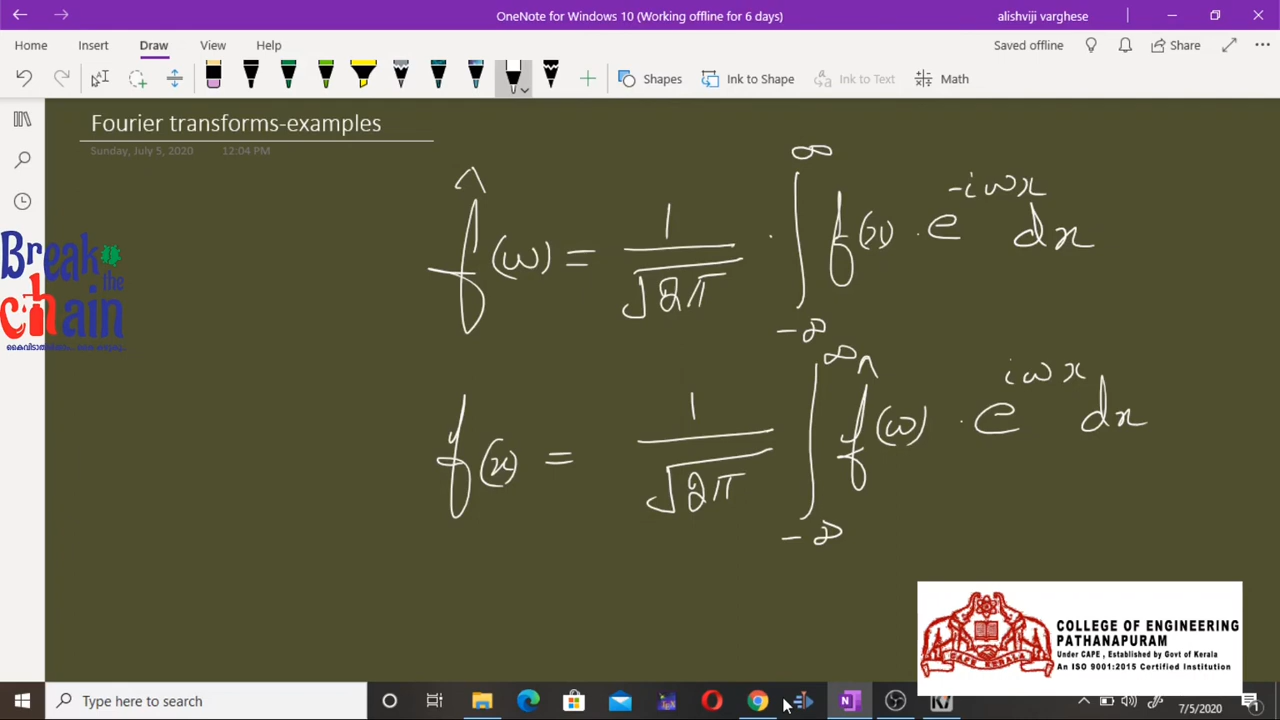 OneNote for Windows 10 (Working offline for 6 days)
alishviji varghese
Home Insert Draw View Help
Saved offline
Share
Shapes
Ink to Shape
Ink to Text
Math
Fourier transforms-examples
Sunday, July 5, 2020 12:04 PM
f̂(ω) = 1/√2π · ∫_{-∞}^{∞} f(x) · e^{-iωx} dx
f(x) = 1/√2π ∫_{-∞}^{∞} f̂(ω) · e^{iωx} dx
Break
the
chain
COLLEGE OF ENGINEERING
PATHANAPURAM
Under CAPE , Established by Govt of Kerala
An ISO 9001:2015 Certified Institution
CAPE KERALA
Type here to search
7/5/2020